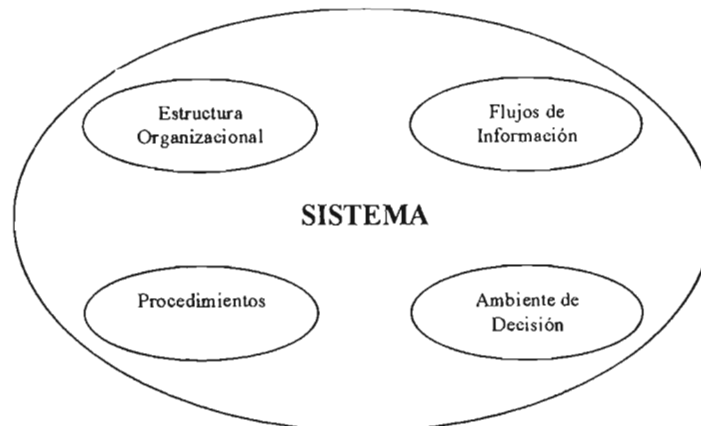 Estructura
Organizacional
Flujos de
Información
SISTEMA
Procedimientos
Ambiente de
Decisión